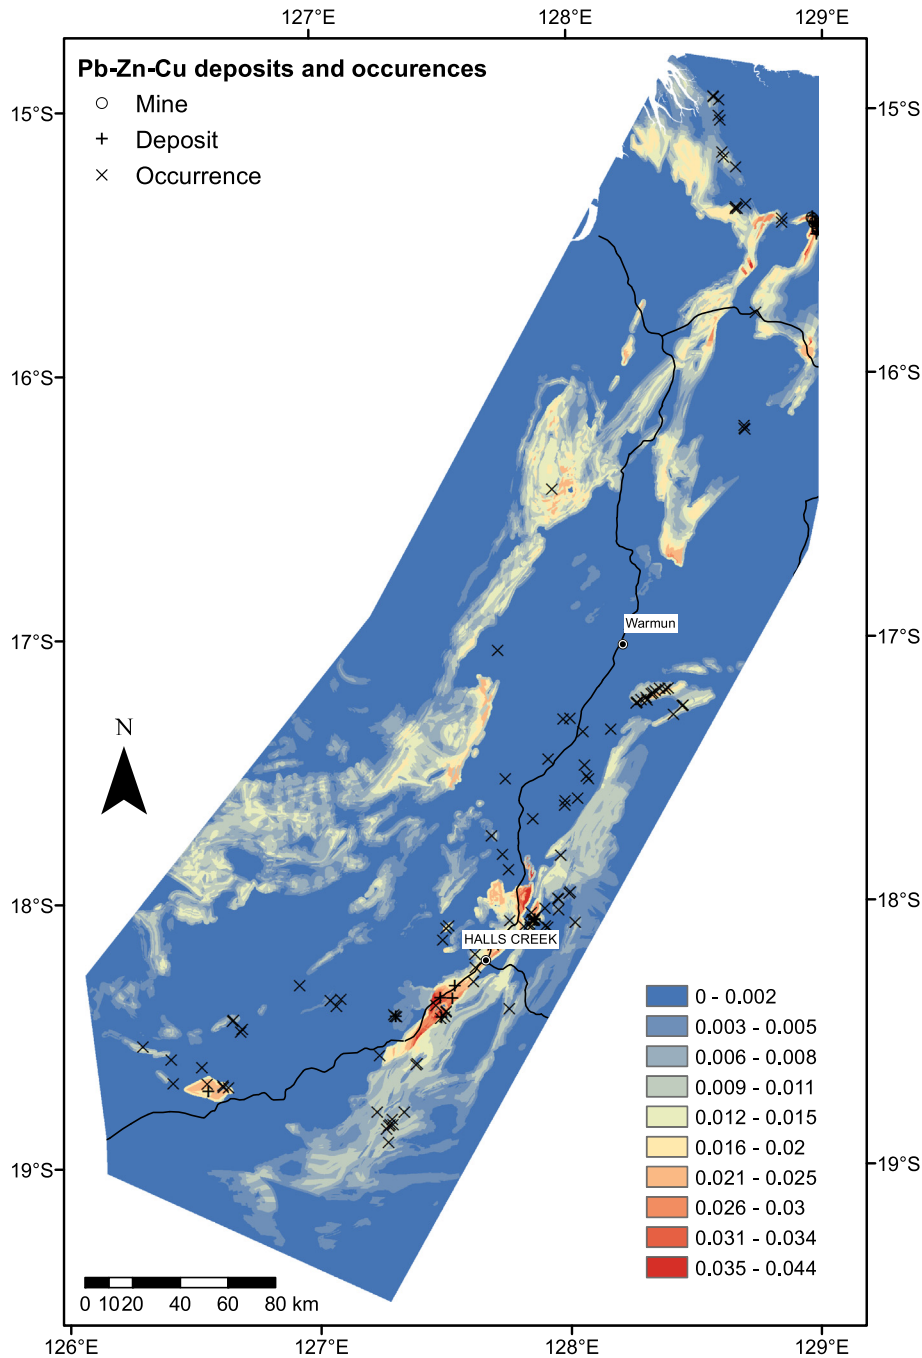 127°E 128°E 129°E
Pb-Zn-Cu deposits and occurences
Mine
Deposit
Occurrence
15°S 15°S
16°S 16°S
17°S 17°S
Warmun
N
18°S 18°S
HALLS CREEK
0 - 0.002
0.003 - 0.005
0.006 - 0.008
0.009 - 0.011
0.012 - 0.015
0.016 - 0.02
0.021 - 0.025
0.026 - 0.03
0.031 - 0.034
0.035 - 0.044
19°S 19°S
0 10 20 40 60 80 km
126°E 127°E 128°E 129°E